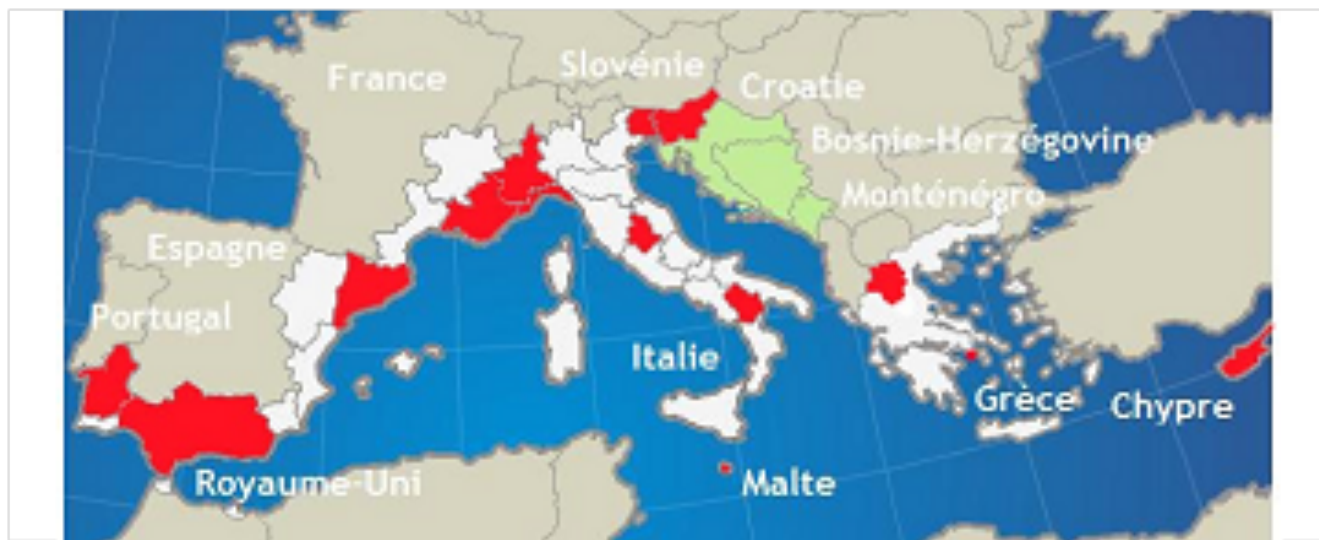 Slovénie
France
Croatie
Bosnie-Herzégovine
Monténégro
Espagne
Portugal
Italie
Grèce
Chypre
Royaume-Uni
Malte